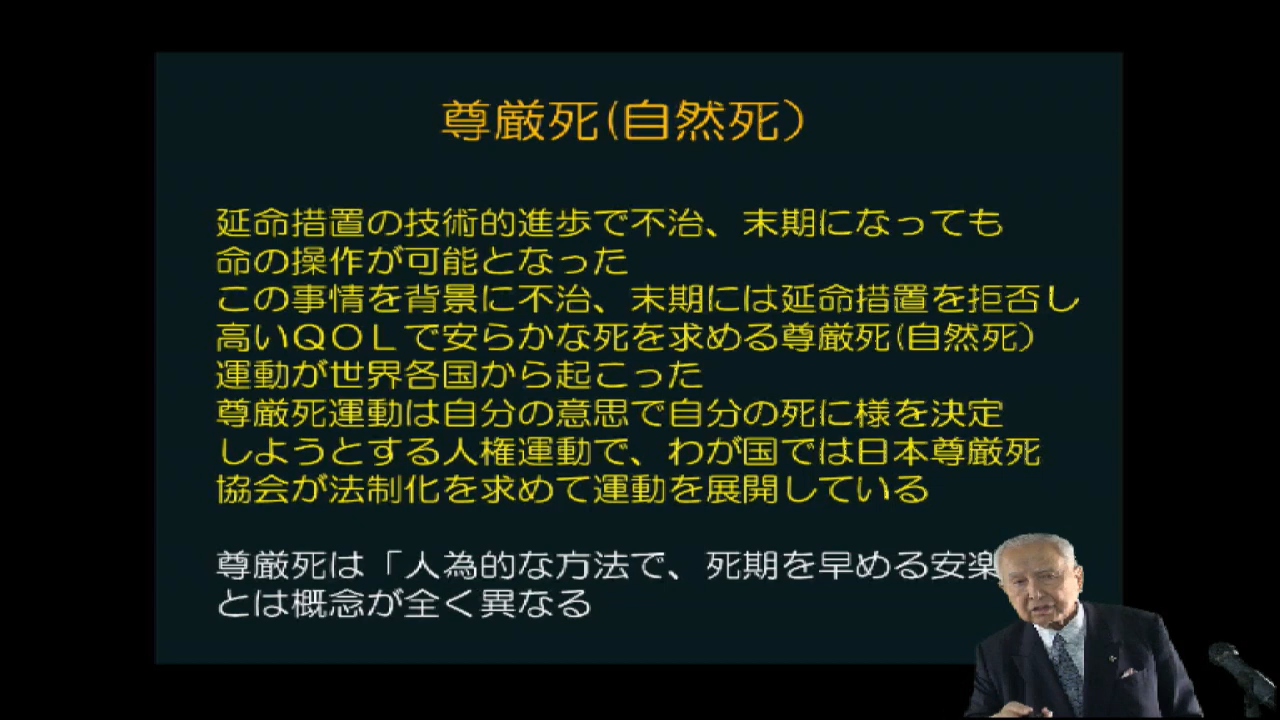 尊厳死(自然死)
延命措置の技術的進歩で不治、末期になっても
命の操作が可能となった
この事情を背景に不治、末期には延命措置を拒否し
高いQOLで安らかな死を求める尊厳死(自然死)
運動が世界各国から起こった
尊厳死運動は自分の意思で自分の死に様を決定
しようとする人権運動で、わが国では日本尊厳死
協会が法制化を求めて運動を展開している
尊厳死は「人為的な方法で、死期を早める安楽
とは概念が全く異なる